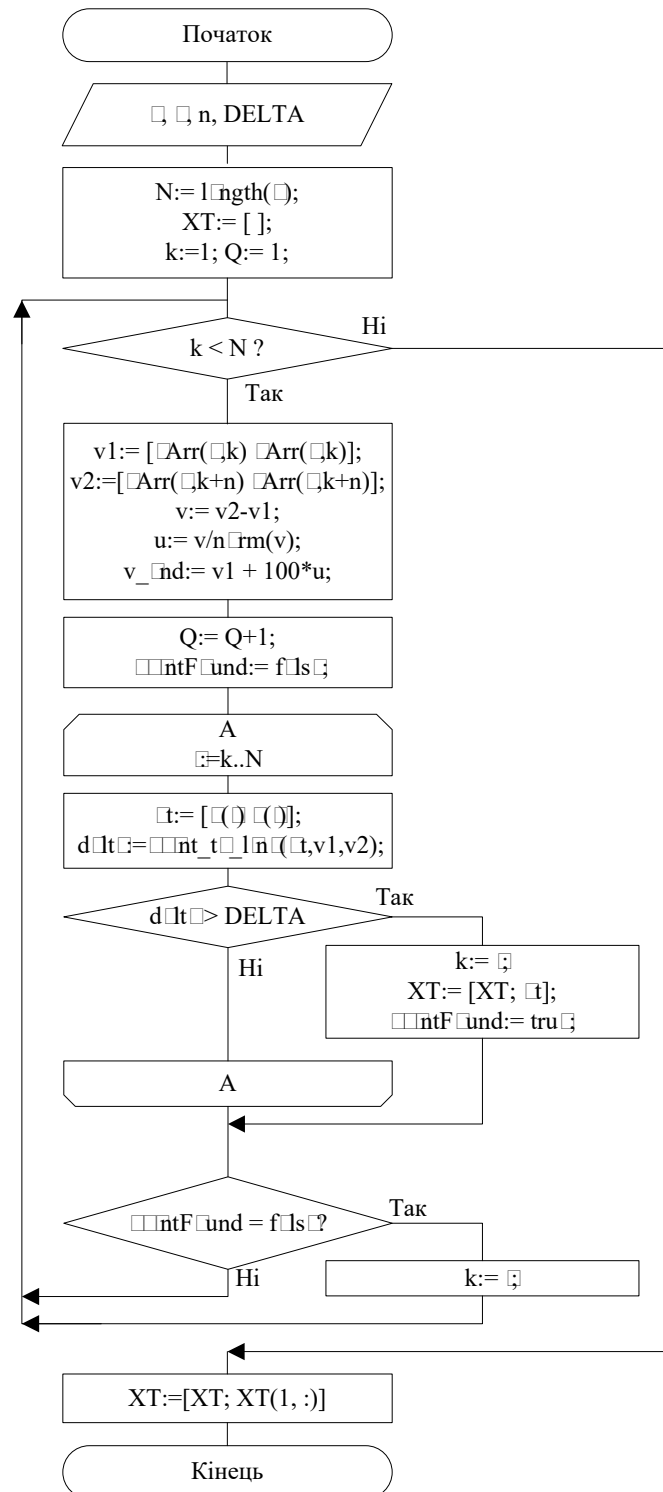 Початок
□, □, n, DELTA
N:= l□ngth(□);
XT:= [ ];
k:=1; Q:= 1;
k < N ?
Ні
Так
v1:= [□Arr(□,k) □Arr(□,k)];
v2:=[□Arr(□,k+n) □Arr(□,k+n)];
v:= v2-v1;
u:= v/n□rm(v);
v_□nd:= v1 + 100*u;
Q:= Q+1;
□□□ntF□und:= f□ls□;
A
□:=k..N
□t:= [□(□) □(□)];
d□lt□:=□□□nt_t□_l□n□(□t,v1,v2);
d□lt□ > DELTA
Так
Ні
k:= □;
XT:= [XT; □t];
□□□ntF□und:= tru□;
A
□□□ntF□und = f□ls□?
Так
Ні
k:= □;
XT:=[XT; XT(1, :)]
Кінець